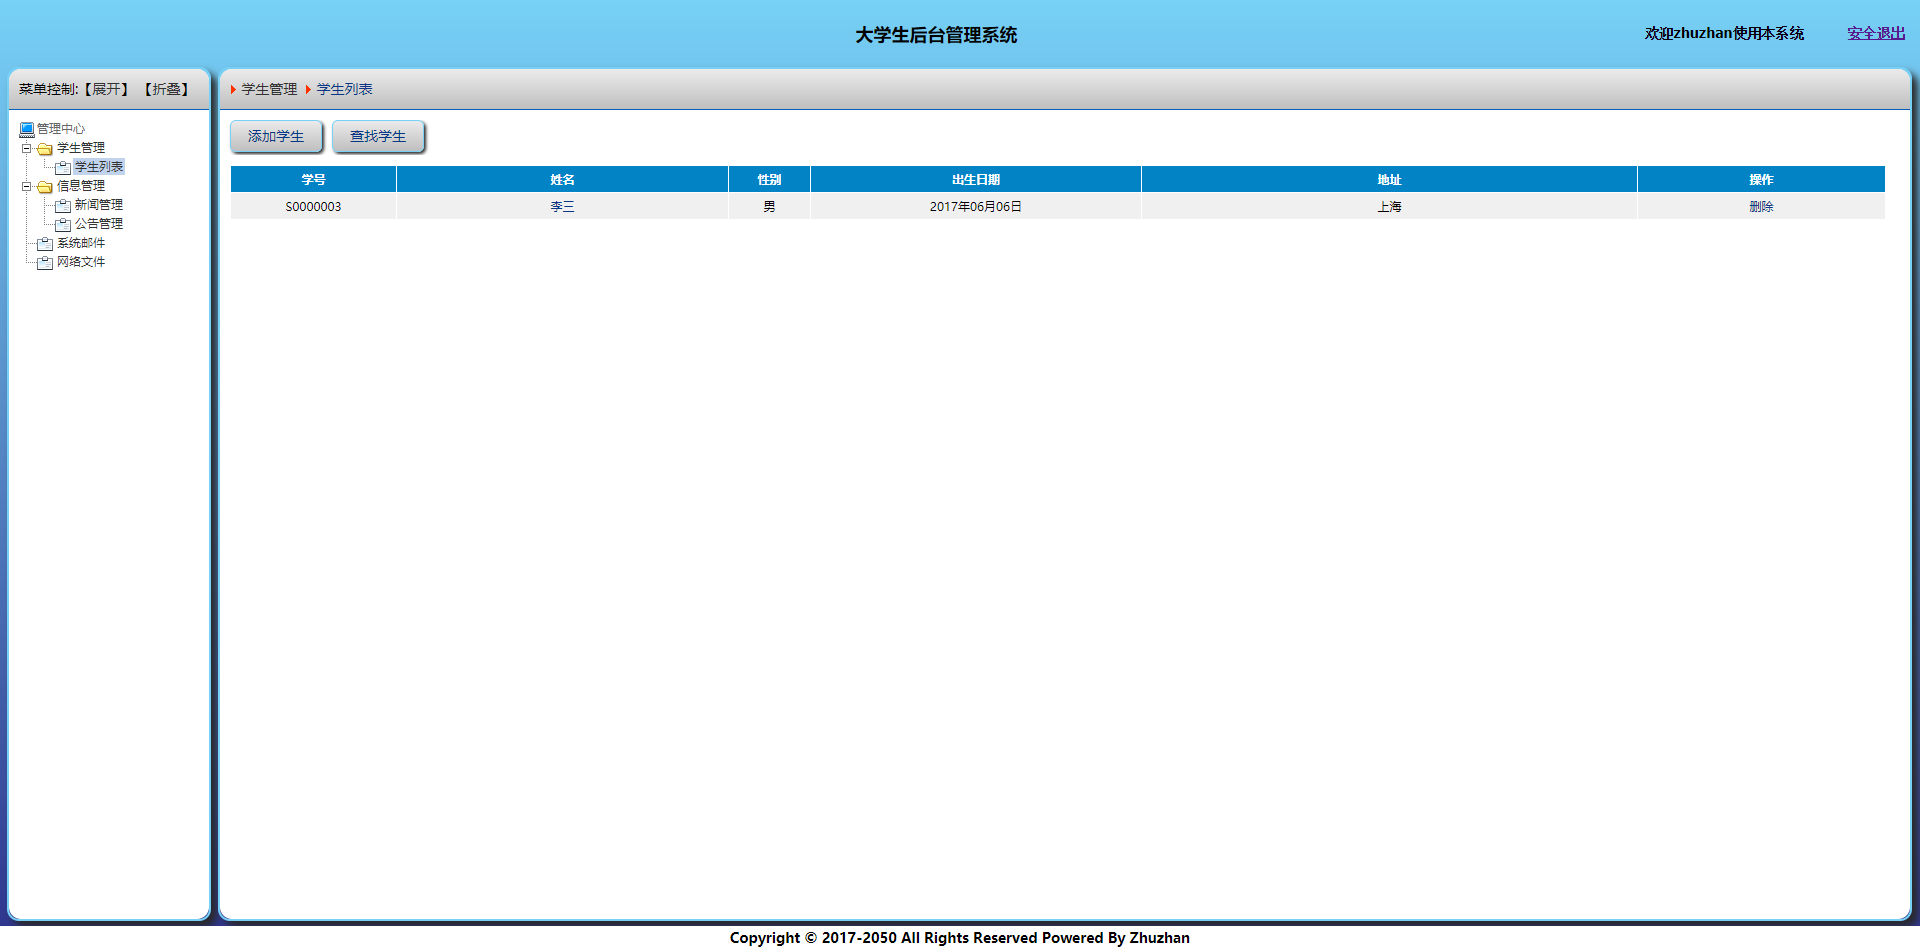 大学生后台管理系统
欢迎zhuzhan使用本系统 安全退出
菜单控制:【展开】 【折叠】
管理中心
学生管理
学生列表
信息管理
新闻管理
公告管理
系统邮件
网络文件
学生管理 学生列表
添加学生 查找学生
学号 姓名 性别 出生日期 地址 操作
S0000003 李三 男 2017年06月06日 上海 删除
Copyright © 2017-2050 All Rights Reserved Powered By Zhuzhan